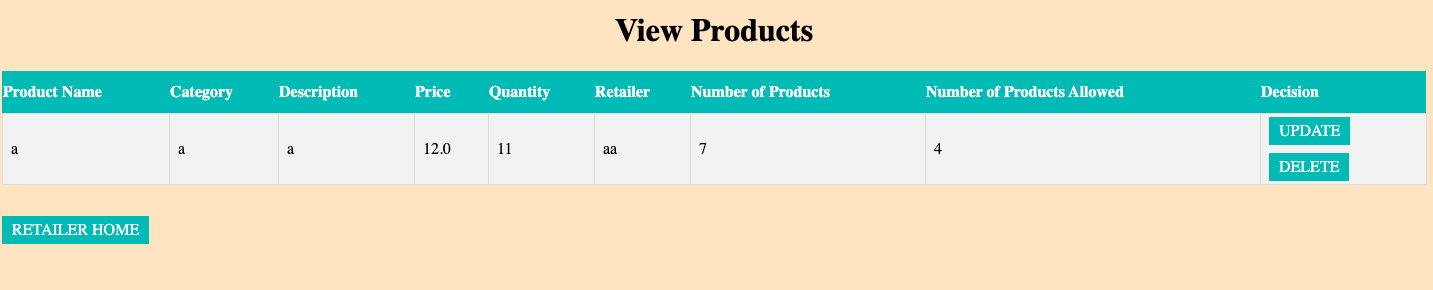 View Products
Product Name Category Description Price Quantity Retailer Number of Products Number of Products Allowed Decision
a a a 12.0 11 aa 7 4 UPDATE
DELETE
RETAILER HOME